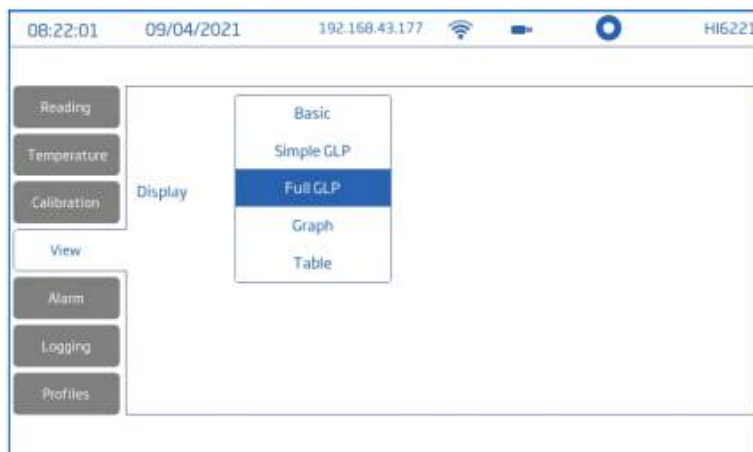 08:22:01 09/04/2021 192.168.43.177 HI6221
Reading
Temperature
Calibration
View
Alarm
Logging
Profiles
Display
Basic
Simple GLP
Full GLP
Graph
Table